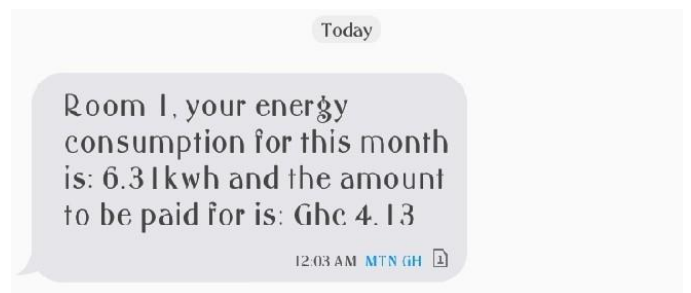 Today
Room 1, your energy
consumption for this month
is: 6.31kwh and the amount
to be paid for is: Ghc 4.13
12:03 AM MTN GH 1